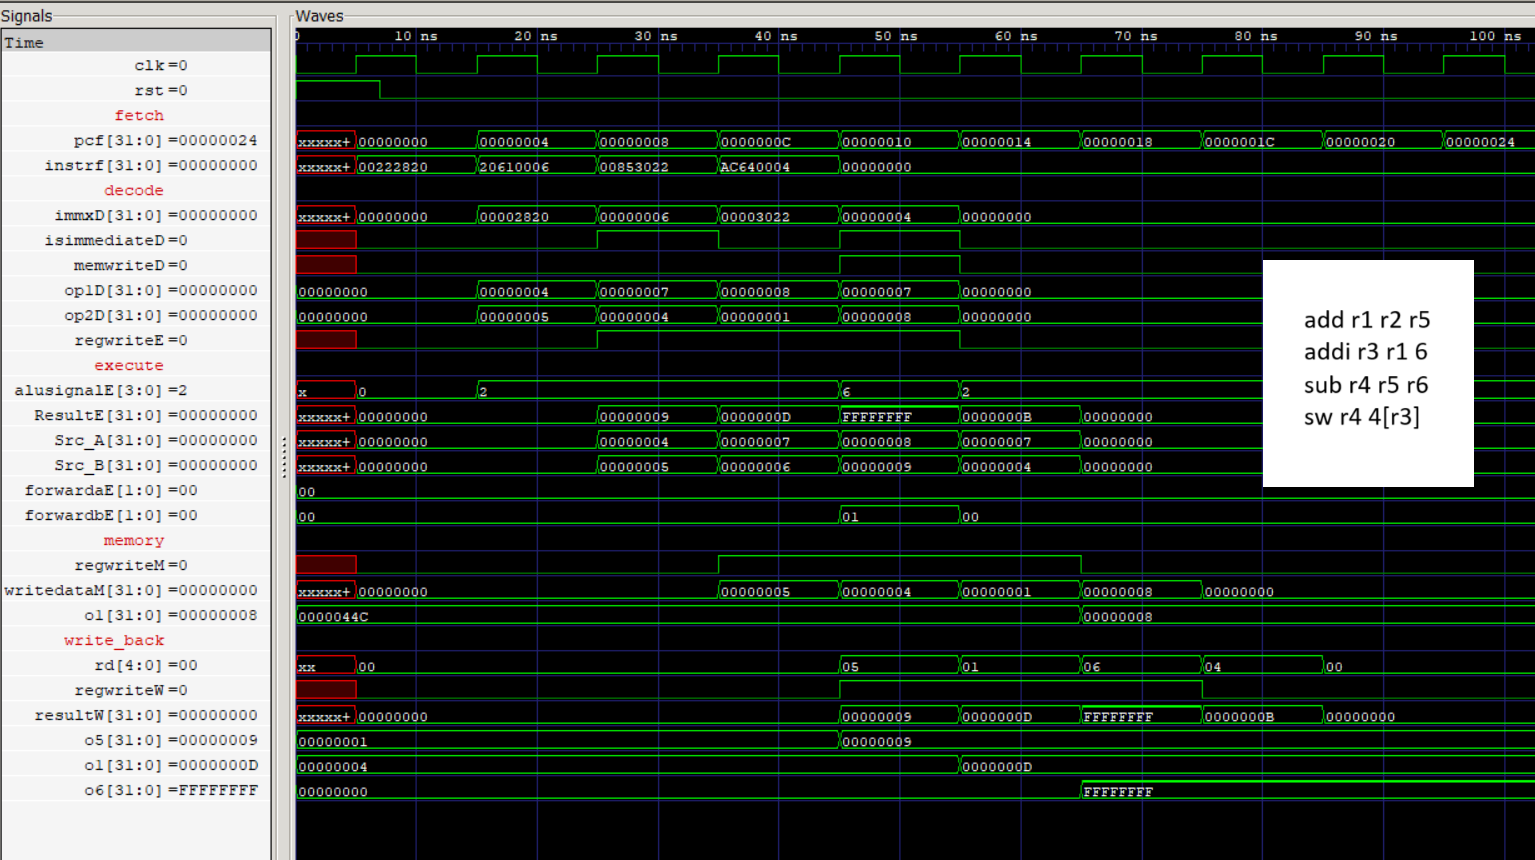 Signals Waves
Time 0 10 ns 20 ns 30 ns 40 ns 50 ns 60 ns 70 ns 80 ns 90 ns 100 ns
clk=0
rst=0
fetch
pcf[31:0] =00000024 xxxxx+ 00000000 00000004 00000008 0000000C 00000010 00000014 00000018 0000001C 00000020 00000024
instrf[31:0] =00000000 xxxxx+ 00222820 20610006 00853022 AC640004 00000000
decode
immxD[31:0] =00000000 xxxxx+ 00000000 00002820 00000006 00003022 00000004 00000000
isimmediateD=0
memwriteD=0
op1D[31:0] =00000000 00000000 00000004 00000007 00000008 00000007 00000000
op2D[31:0] =00000000 00000000 00000005 00000004 00000001 00000008 00000000
regwriteE=0
execute
alusignalE[3:0] =2 x 0 2 6 2
ResultE[31:0] =00000000 xxxxx+ 00000000 00000009 0000000D FFFFFFFF 0000000B 00000000
Src_A[31:0] =00000000 xxxxx+ 00000000 00000004 00000007 00000008 00000007 00000000
Src_B[31:0] =00000000 xxxxx+ 00000000 00000005 00000006 00000009 00000004 00000000
forwardaE[1:0] =00 00
forwardbE[1:0] =00 00 01 00
memory
regwriteM=0
writedataM[31:0] =00000000 xxxxx+ 00000000 00000005 00000004 00000001 00000008 00000000
o1[31:0] =00000008 0000044C 00000008
write_back
rd[4:0] =00 xx 00 05 01 06 04 00
regwriteW=0
resultW[31:0] =00000000 xxxxx+ 00000000 00000009 0000000D FFFFFFFF 0000000B 00000000
o5[31:0] =00000009 00000001 00000009
o1[31:0] =0000000D 00000004 0000000D
o6[31:0] =FFFFFFFF 00000000 FFFFFFFF
add r1 r2 r5
addi r3 r1 6
sub r4 r5 r6
sw r4 4[r3]